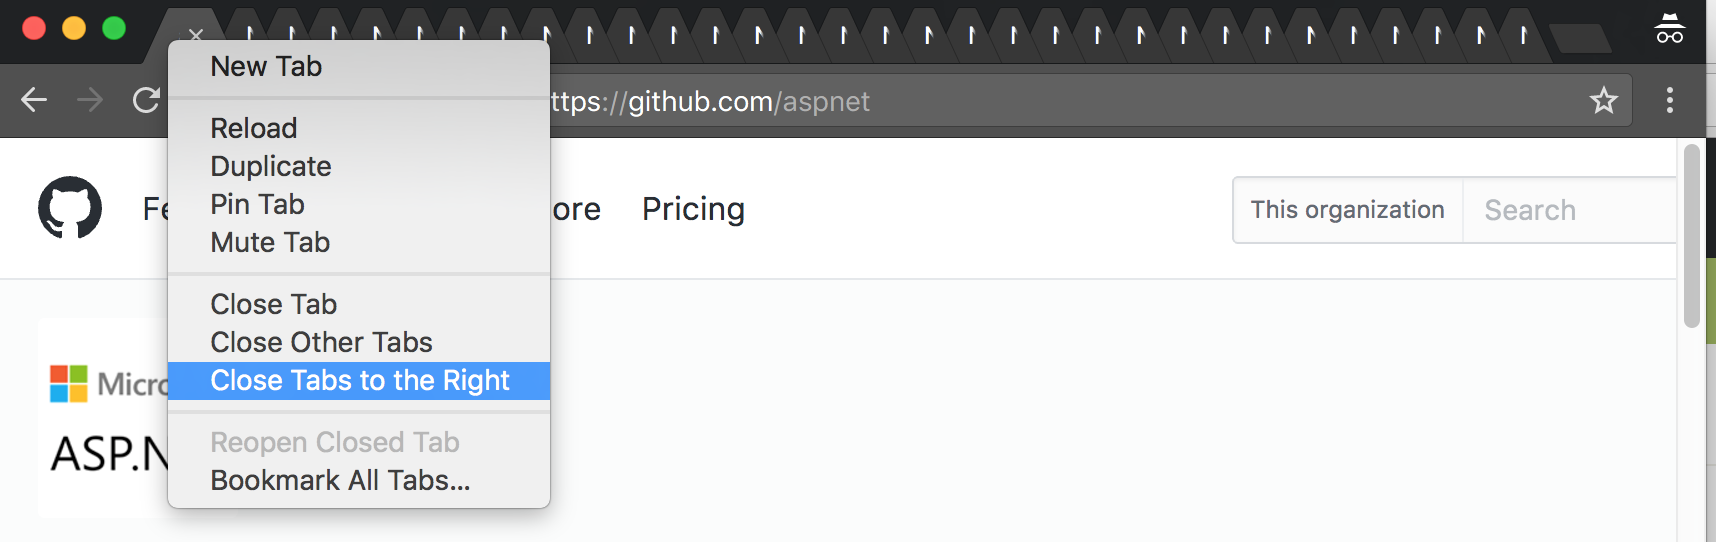 New Tab
ttps://github.com/aspnet
Reload
Duplicate
Pin Tab
Mute Tab
Fe
ore
Pricing
This organization
Search
Close Tab
Close Other Tabs
Close Tabs to the Right
Micro
ASP.N
Reopen Closed Tab
Bookmark All Tabs...